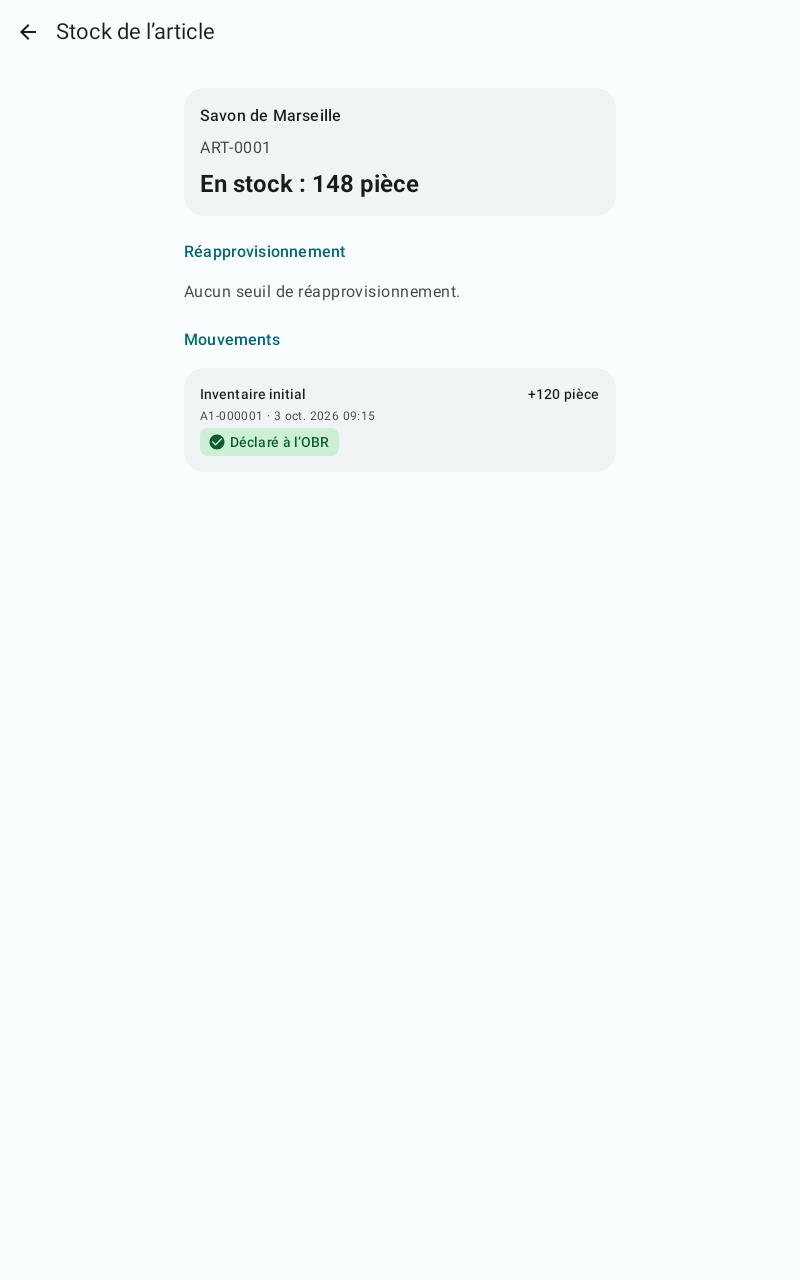 Stock de l’article
Savon de Marseille
ART-0001
En stock : 148 pièce
Réapprovisionnement
Aucun seuil de réapprovisionnement.
Mouvements
Inventaire initial +120 pièce
A1-000001 · 3 oct. 2026 09:15
Déclaré à l’OBR